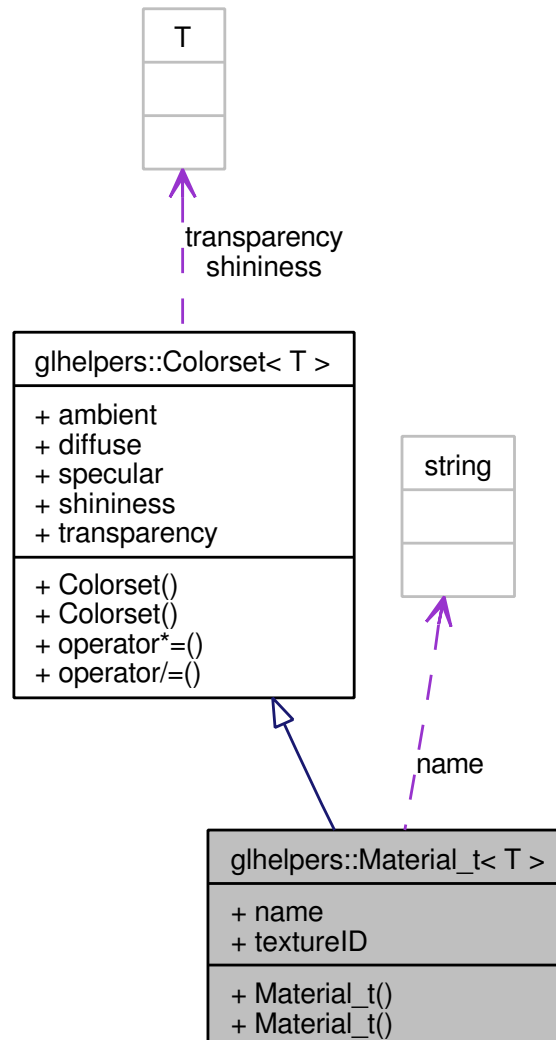 T
transparency
shininess
glhelpers::Colorset< T >
+ ambient
+ diffuse
+ specular
+ shininess
+ transparency
+ Colorset()
+ Colorset()
+ operator*=()
+ operator/=()
string
name
glhelpers::Material_t< T >
+ name
+ textureID
+ Material_t()
+ Material_t()